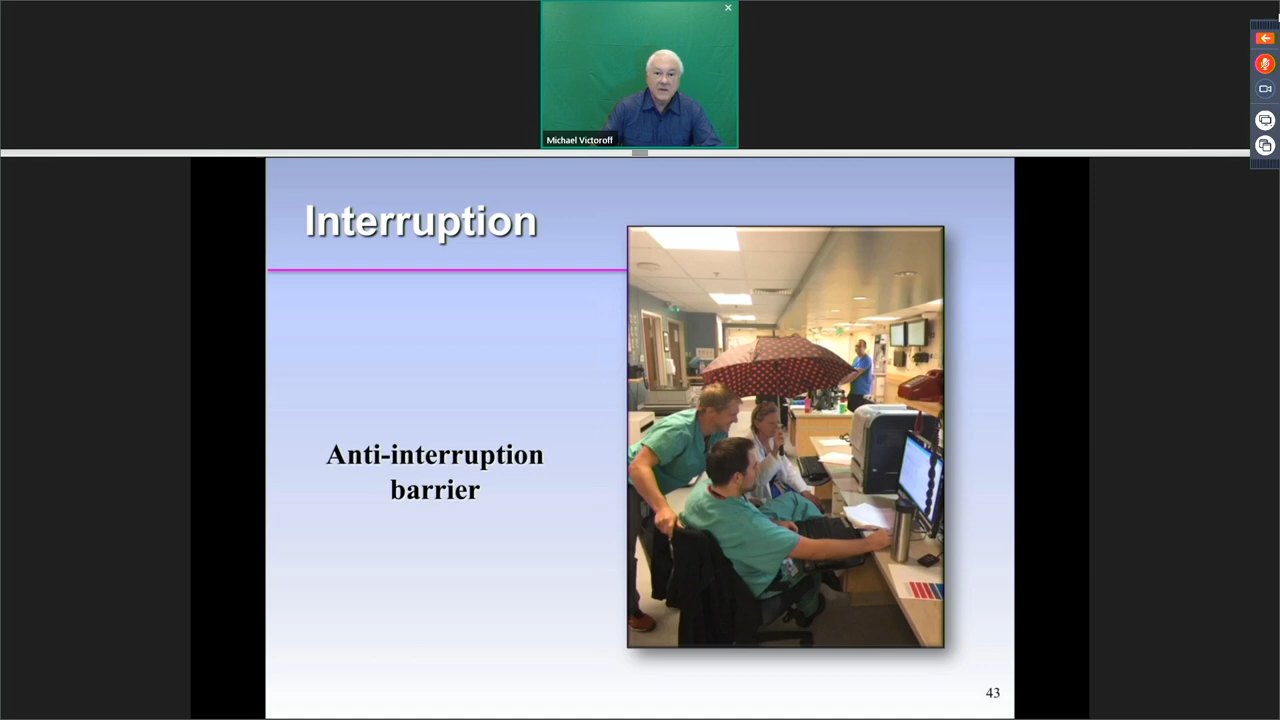 Michael Victoroff
Interruption
Anti-interruption
barrier
43